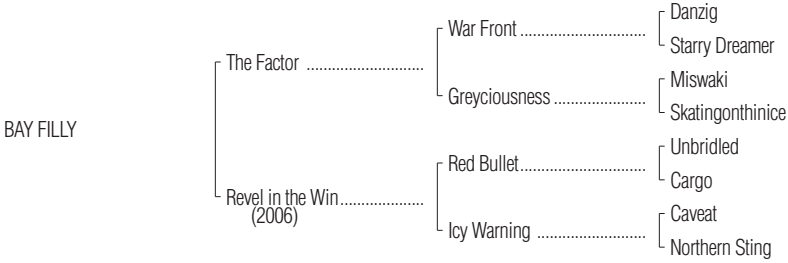 Danzig
War Front ..............................
Starry Dreamer
The Factor ............................
Miswaki
Greyciousness ......................
Skatingonthinice
BAY FILLY
Unbridled
Red Bullet..............................
Cargo
Revel in the Win....................
(2006)
Caveat
Icy Warning ..........................
Northern Sting